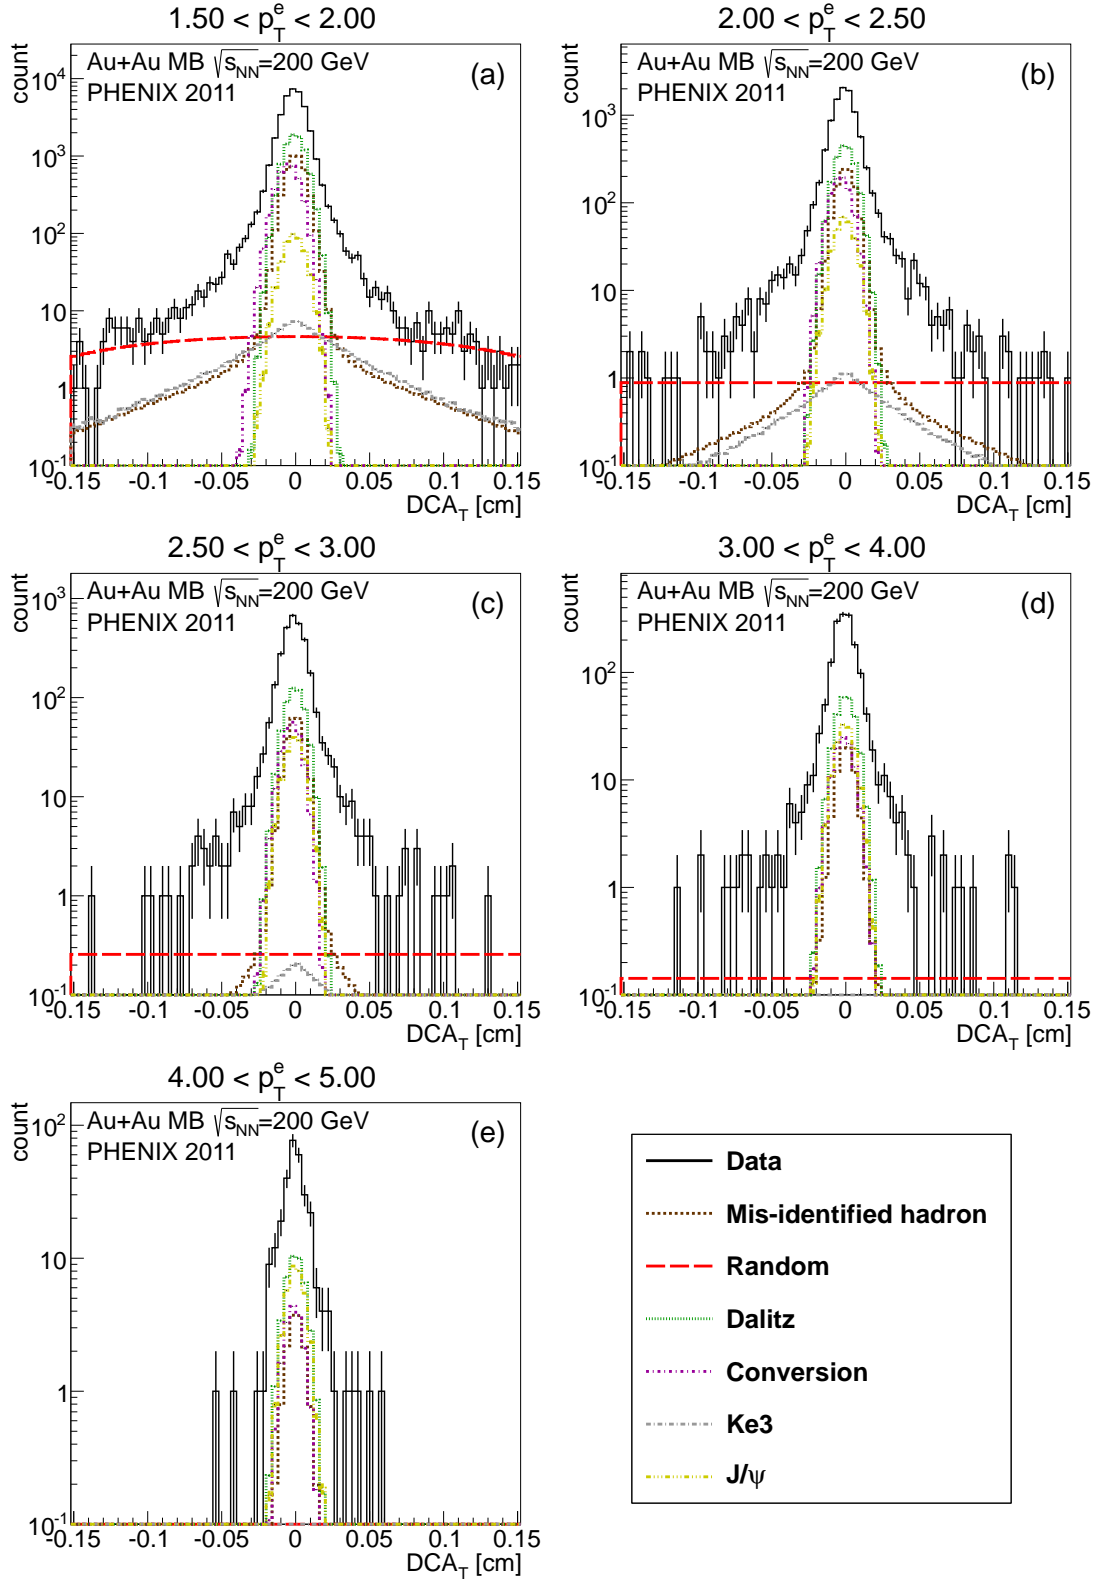 1.50 < p_T^e < 2.00
count
Au+Au MB √s_NN=200 GeV
PHENIX 2011
(a)
10^4
10^3
10^2
10
1
10^-1
-0.15 -0.1 -0.05 0 0.05 0.1 0.15
DCA_T [cm]
2.00 < p_T^e < 2.50
count
Au+Au MB √s_NN=200 GeV
PHENIX 2011
(b)
10^3
10^2
10
1
10^-1
-0.15 -0.1 -0.05 0 0.05 0.1 0.15
DCA_T [cm]
2.50 < p_T^e < 3.00
count
Au+Au MB √s_NN=200 GeV
PHENIX 2011
(c)
10^3
10^2
10
1
10^-1
-0.15 -0.1 -0.05 0 0.05 0.1 0.15
DCA_T [cm]
3.00 < p_T^e < 4.00
count
Au+Au MB √s_NN=200 GeV
PHENIX 2011
(d)
10^2
10
1
10^-1
-0.15 -0.1 -0.05 0 0.05 0.1 0.15
DCA_T [cm]
4.00 < p_T^e < 5.00
count
Au+Au MB √s_NN=200 GeV
PHENIX 2011
(e)
10^2
10
1
10^-1
-0.15 -0.1 -0.05 0 0.05 0.1 0.15
DCA_T [cm]
Data
Mis-identified hadron
Random
Dalitz
Conversion
Ke3
J/ψ